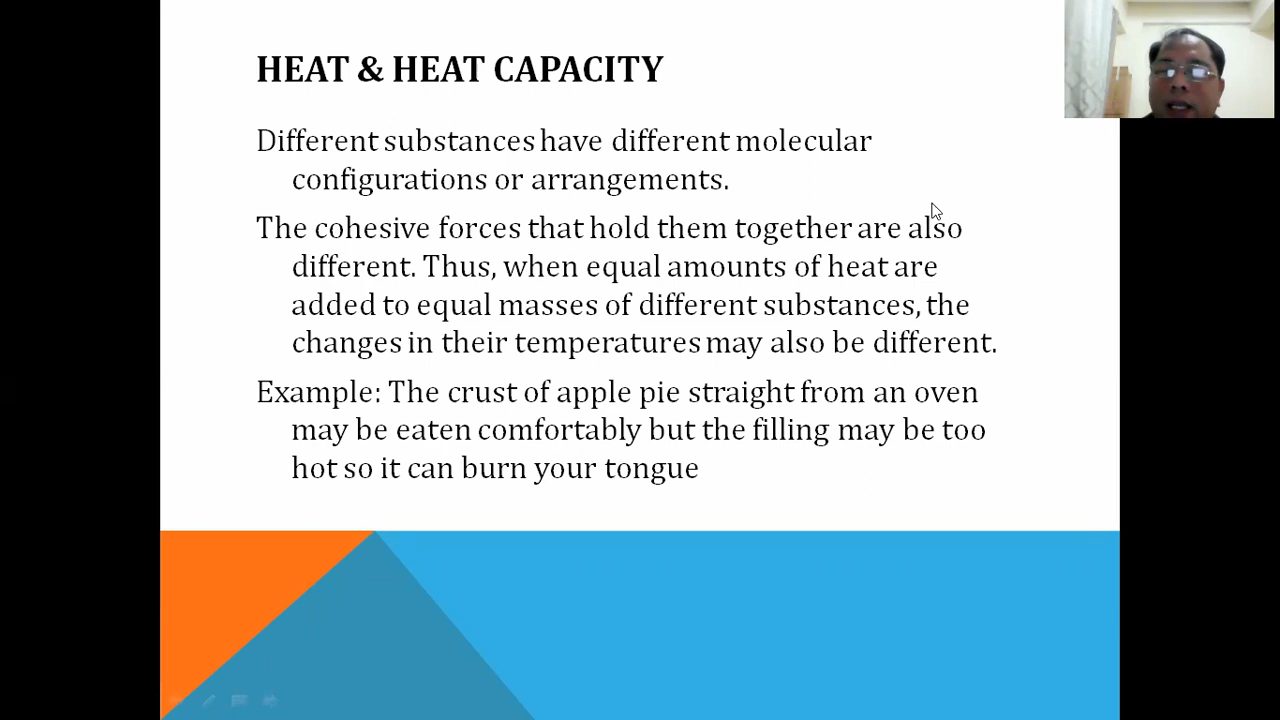 HEAT & HEAT CAPACITY
Different substances have different molecular
configurations or arrangements.
The cohesive forces that hold them together are also
different. Thus, when equal amounts of heat are
added to equal masses of different substances, the
changes in their temperatures may also be different.
Example: The crust of apple pie straight from an oven
may be eaten comfortably but the filling may be too
hot so it can burn your tongue